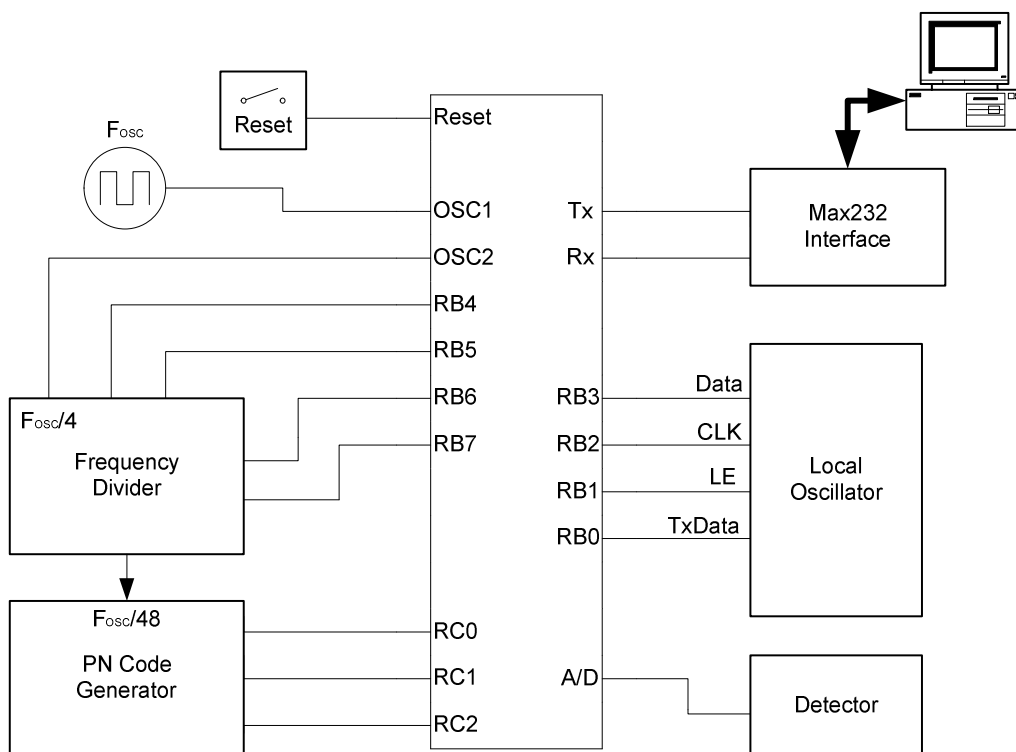 Reset
Fosc
Reset
OSC1
OSC2
RB4
RB5
RB6
RB7
RC0
RC1
RC2
Tx
Rx
RB3
RB2
RB1
RB0
A/D
Max232
Interface
Data
CLK
LE
TxData
Local
Oscillator
Detector
Fosc/4
Frequency
Divider
Fosc/48
PN Code
Generator